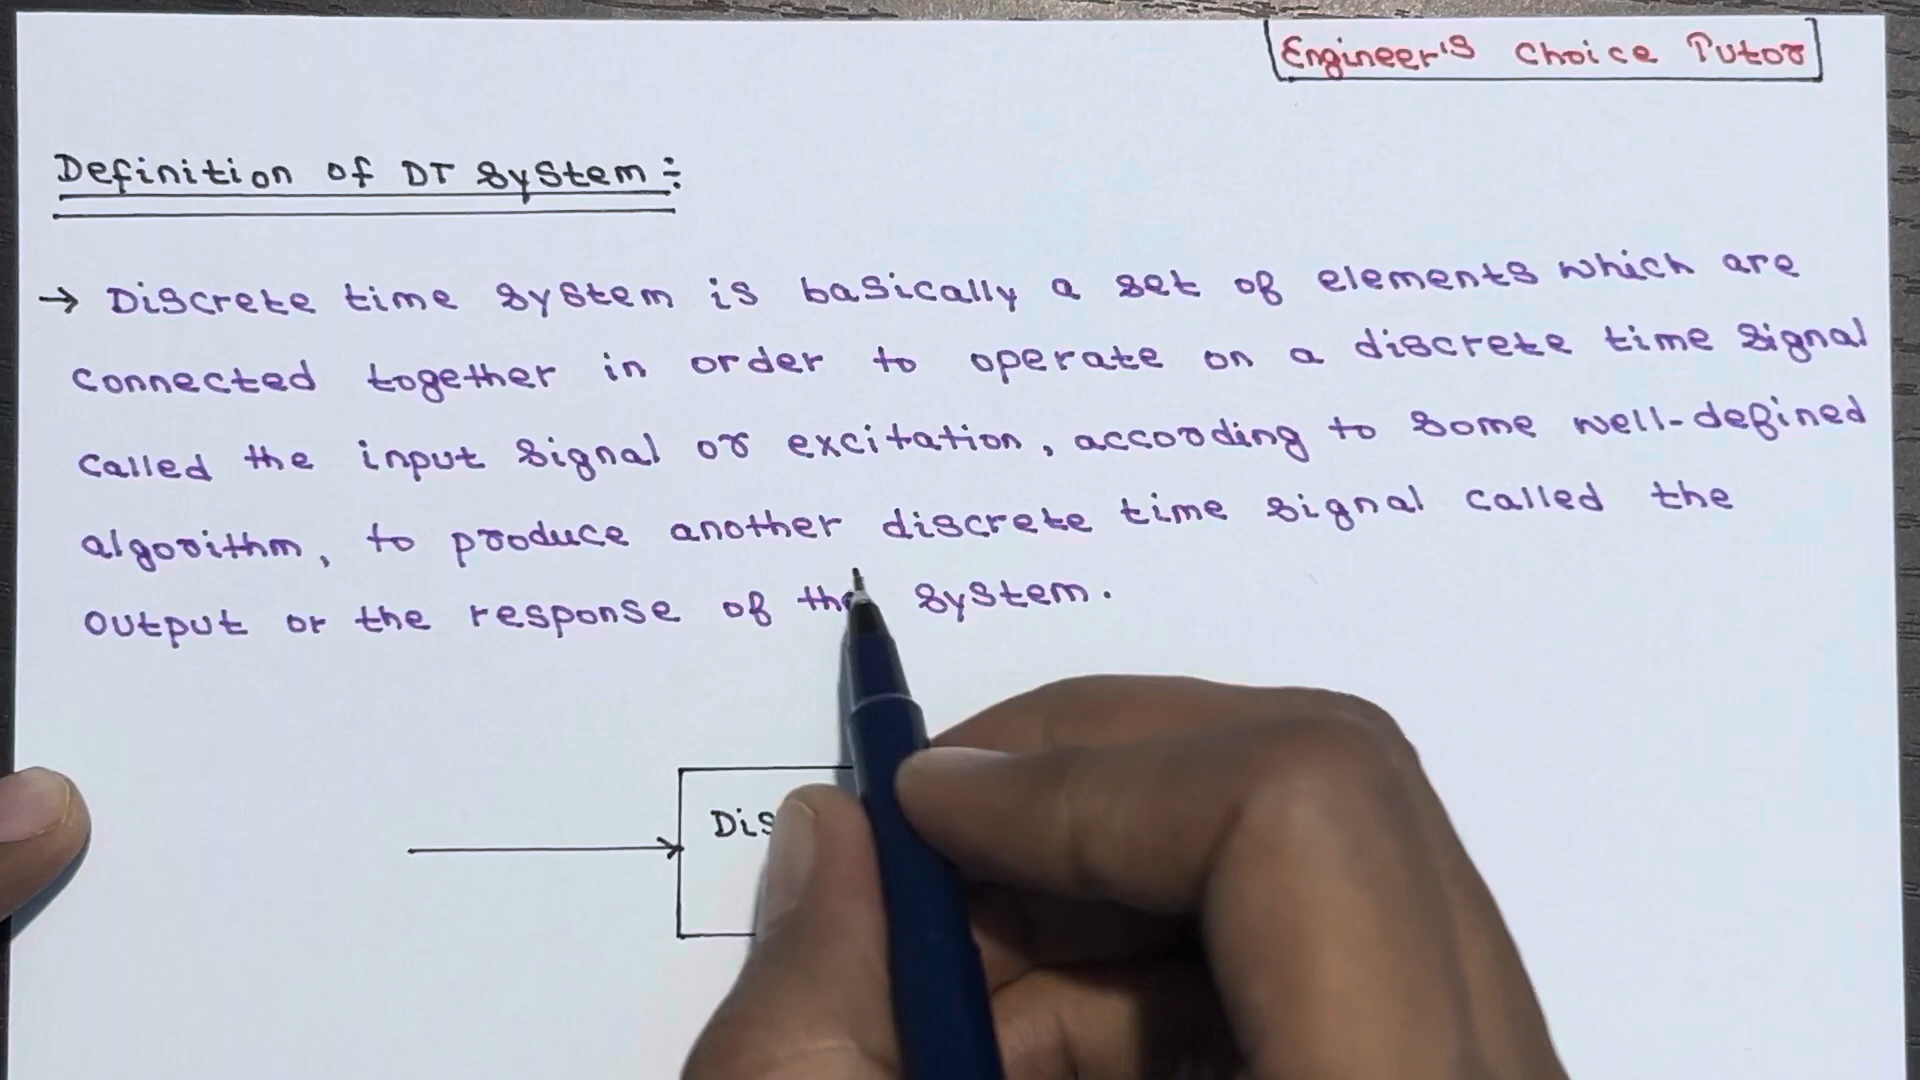 Engineer's Choice Tutor
Definition of DT System:
→ Discrete time system is basically a set of elements which are
connected together in order to operate on a discrete time signal
called the input signal or excitation, according to some well-defined
algorithm, to produce another discrete time signal called the
output or the response of the system.
Dis